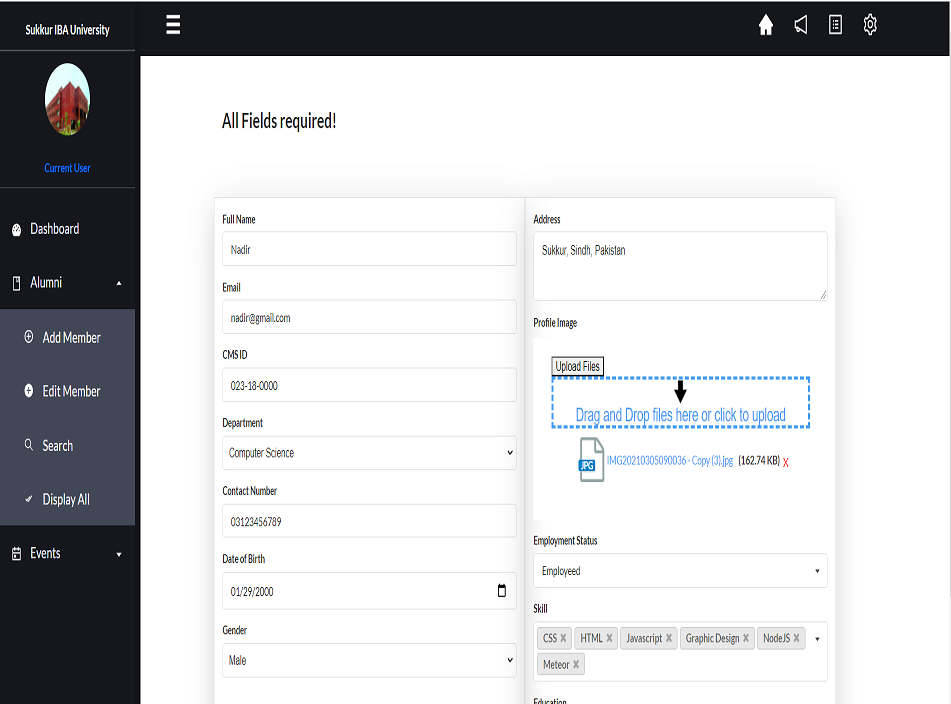 Sukkur IBA University
Current User
Dashboard
Alumni
Add Member
Edit Member
Search
Display All
Events
All Fields required!
Full Name
Nadir
Email
nadir@gmail.com
CMS ID
023-18-0000
Department
Computer Science
Contact Number
03123456789
Date of Birth
01/29/2000
Gender
Male
Address
Sukkur, Sindh, Pakistan
Profile Image
Upload Files
Drag and Drop files here or click to upload
JPG
IMG20210305090036 - Copy (3).jpg (162.74 KB) X
Employment Status
Employeed
Skill
CSS × HTML × Javascript × Graphic Design × NodeJS ×
Meteor ×
Education